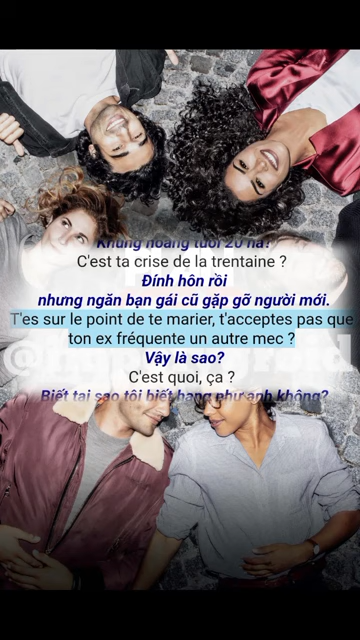 Khủng hoảng tuổi 20 hả?
C'est ta crise de la trentaine ?
Đính hôn rồi
nhưng ngăn bạn gái cũ gặp gỡ người mới.
T'es sur le point de te marier, t'acceptes pas que
ton ex fréquente un autre mec ?
Vậy là sao?
C'est quoi, ça ?
Biết tại sao tôi biết hạng như anh không?